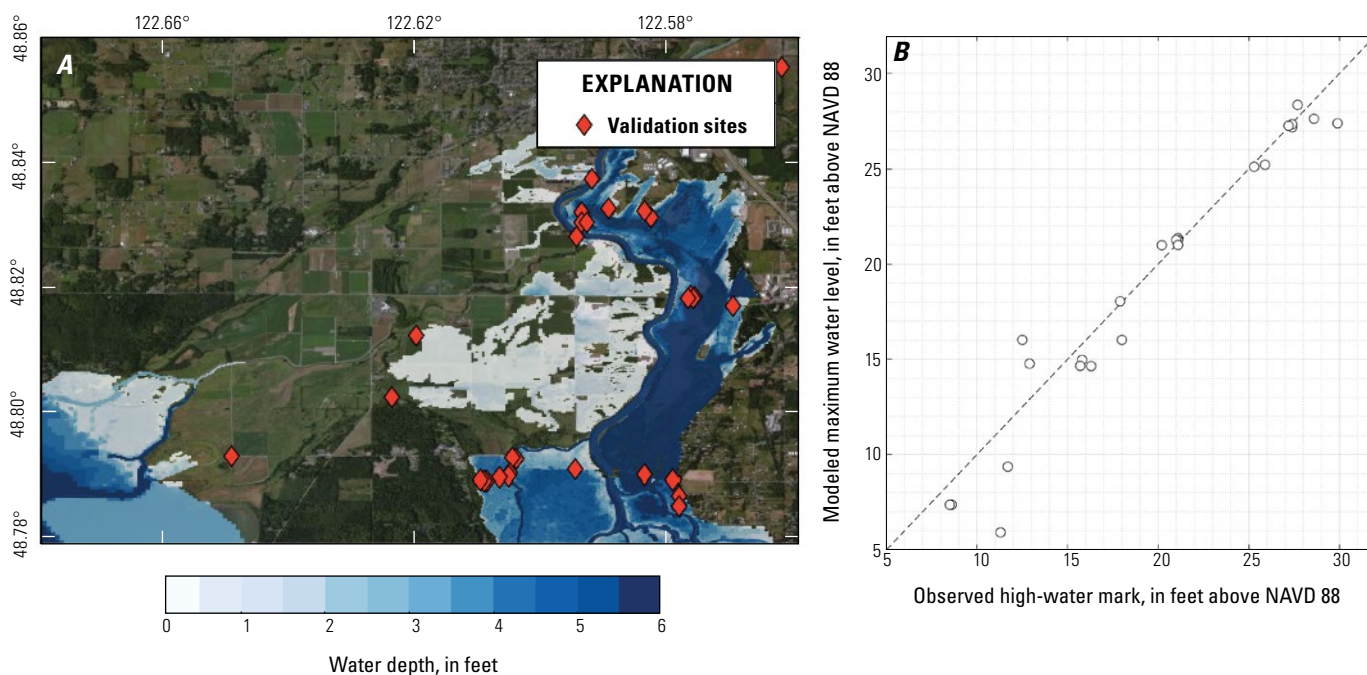 122.66° 122.62° 122.58°
48.86°
48.84°
48.82°
48.80°
48.78°
A
EXPLANATION
Validation sites
0 1 2 3 4 5 6
Water depth, in feet
B
Modeled maximum water level, in feet above NAVD 88
30
25
20
15
10
5
5 10 15 20 25 30
Observed high-water mark, in feet above NAVD 88